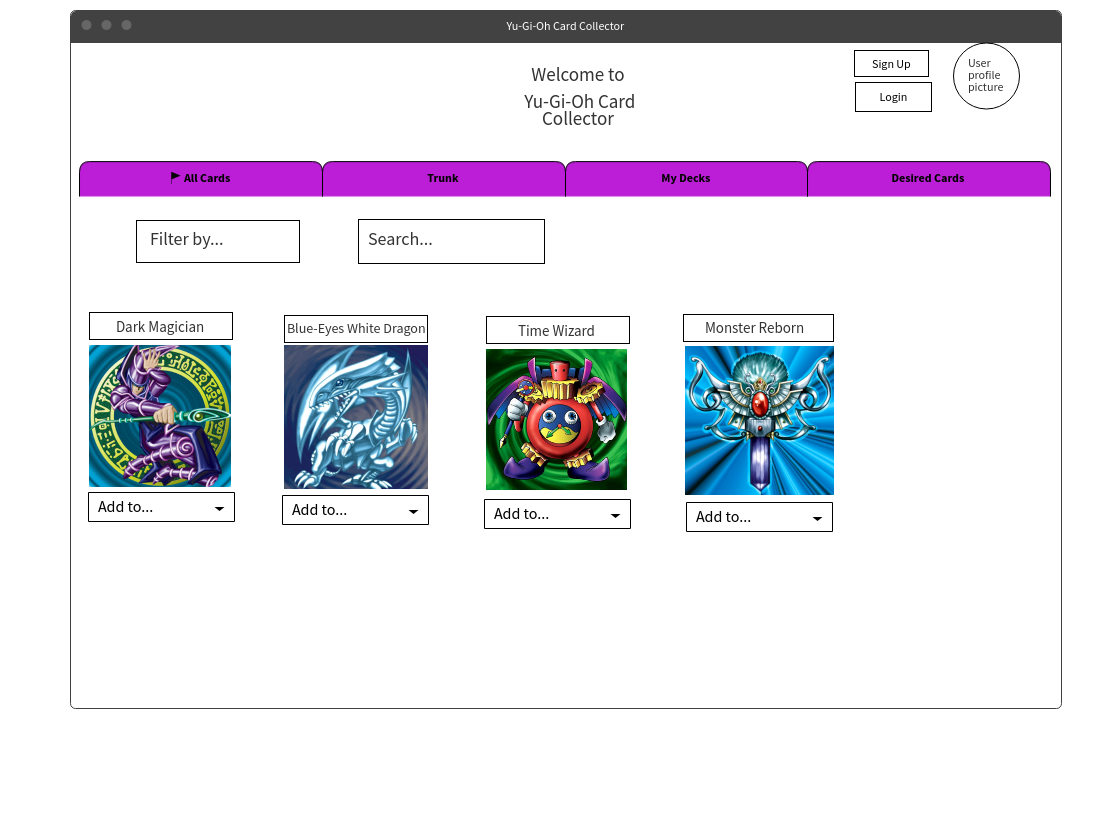 Yu-Gi-Oh Card Collector
Welcome to
Yu-Gi-Oh Card
Collector
Sign Up
Login
User
profile
picture
All Cards
Trunk
My Decks
Desired Cards
Filter by...
Search...
Dark Magician
Blue-Eyes White Dragon
Time Wizard
Monster Reborn
Add to...
Add to...
Add to...
Add to...